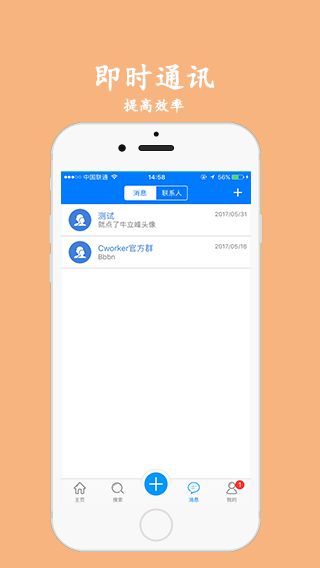 即时通讯
提高效率
中国联通 14:58 56%
消息 联系人
测试 2017/05/31
就点了牛立峰头像
Cworker官方群 2017/05/16
Bbbn
主页 搜索 消息 我的 1